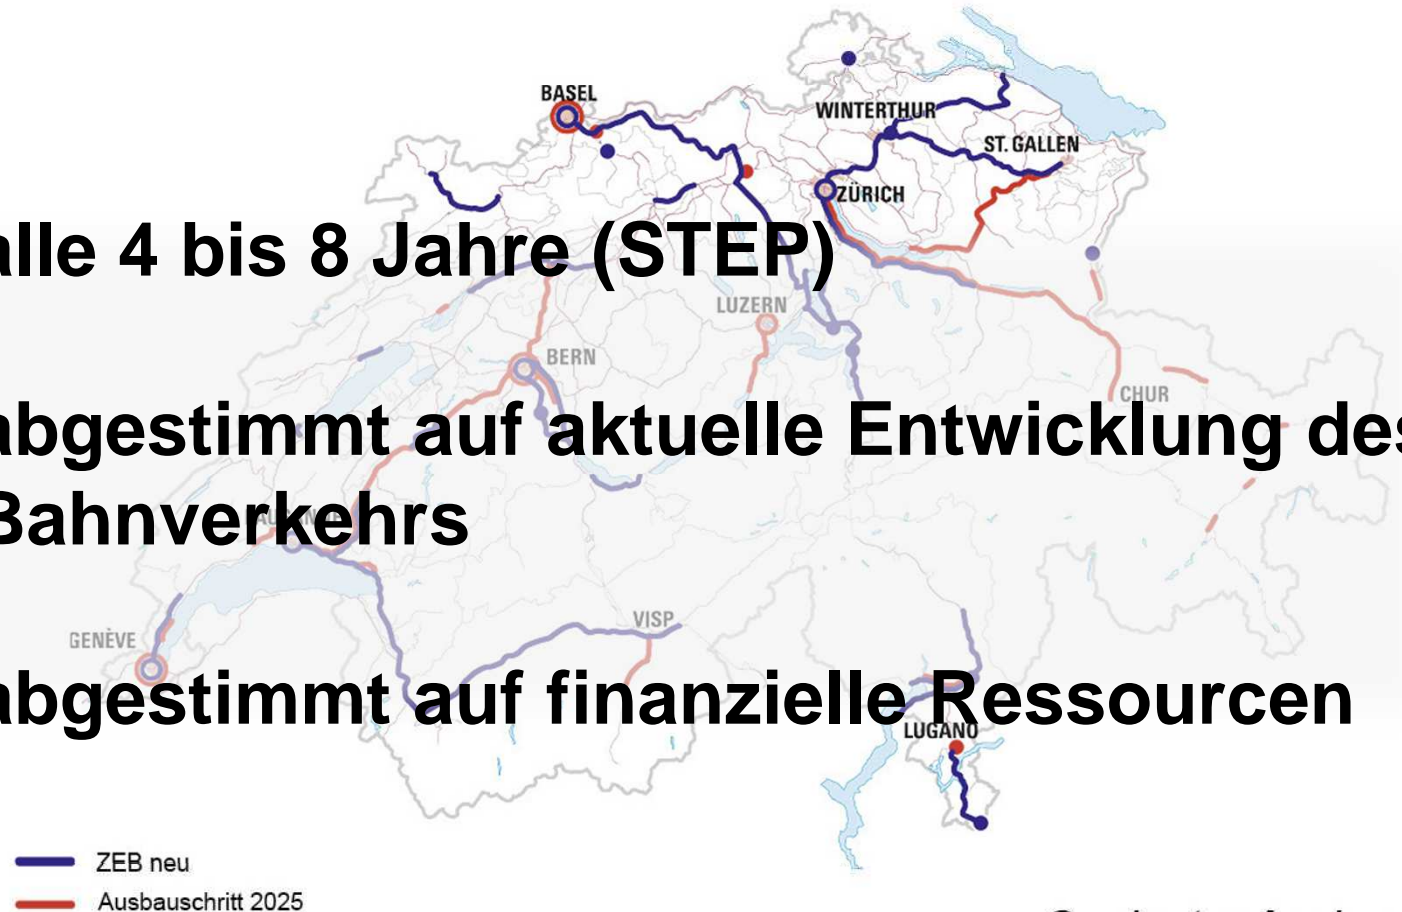 BASEL
WINTERTHUR
ST. GALLEN
ZÜRICH
alle 4 bis 8 Jahre (STEP)
LUZERN
BERN
CHUR
abgestimmt auf aktuelle Entwicklung des
Bahnverkehrs
GENÈVE
VISP
abgestimmt auf finanzielle Ressourcen
LUGANO
ZEB neu
Ausbauschritt 2025